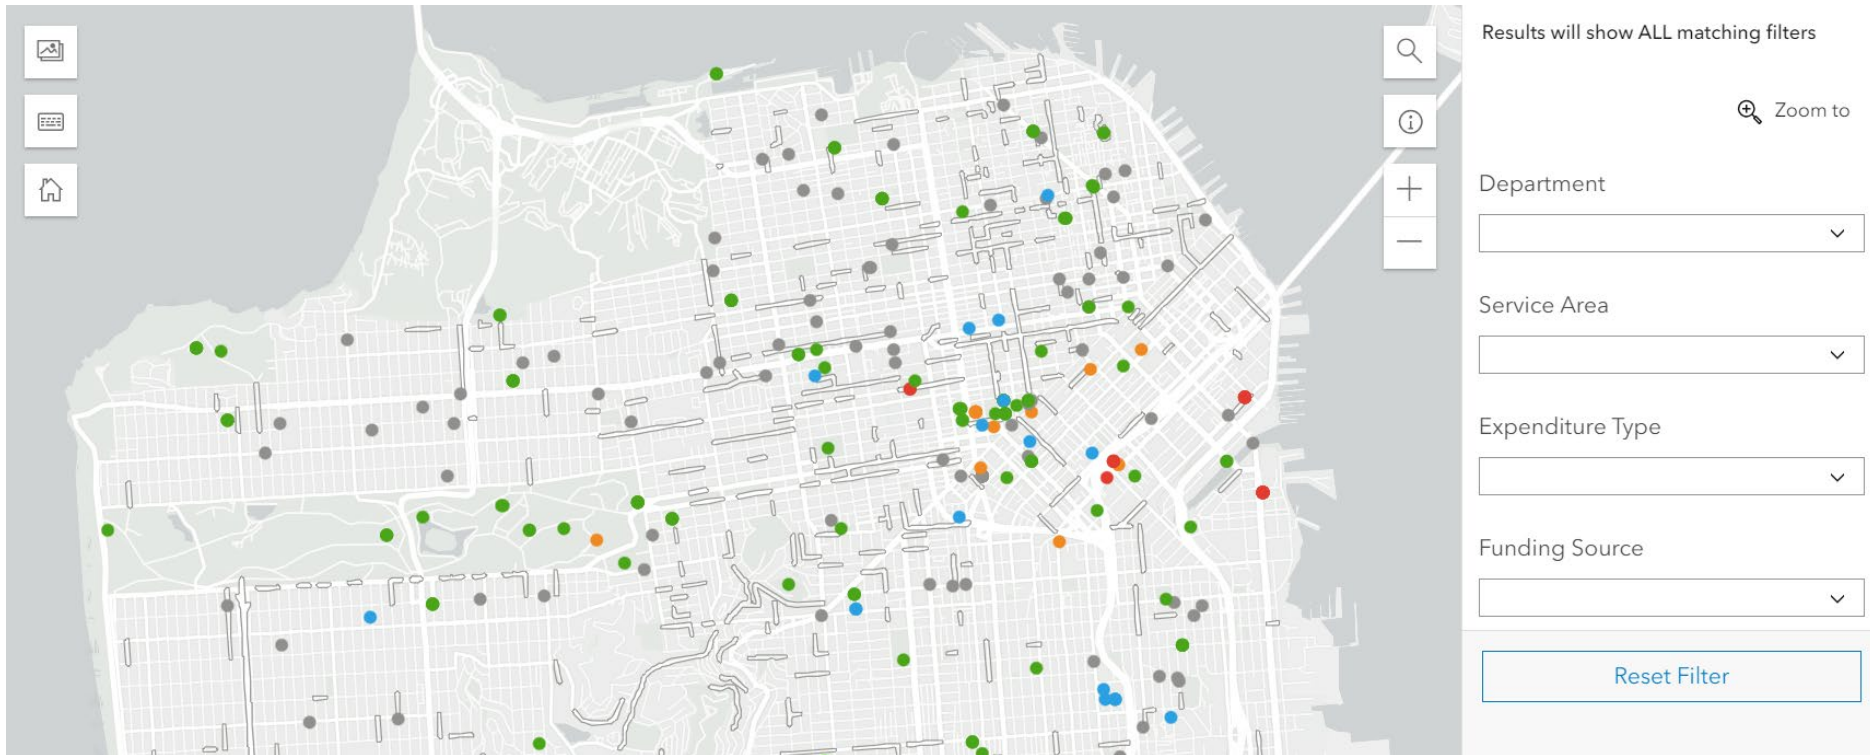 Results will show ALL matching filters
Zoom to
Department
Service Area
Expenditure Type
Funding Source
Reset Filter